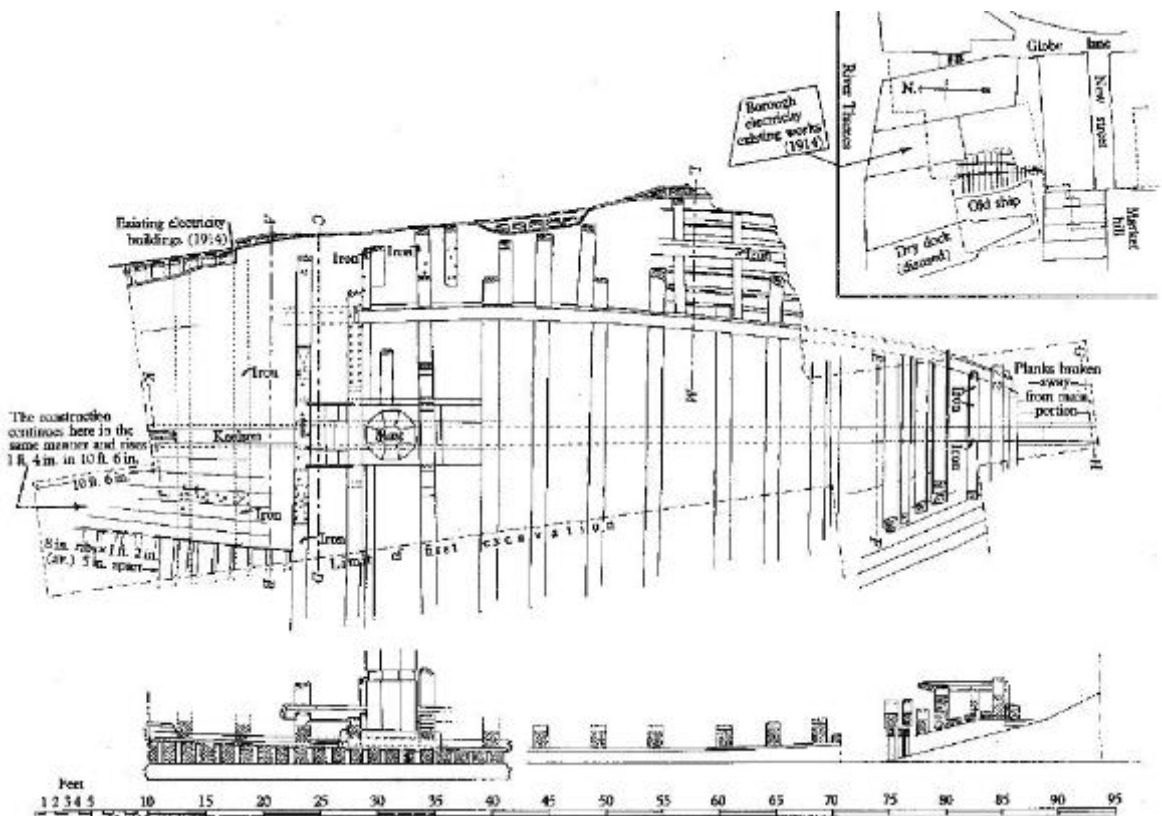 Globe lane
River Thames
N.
New street
Borough
electricity
existing works
(1914)
Old ship
Dry dock
(disused)
Market
hill
Existing electricity
buildings (1914)
A
C
L
Iron
Iron
Iron
Iron
M
G
K
Planks broken
away
from main
portion
Iron
Iron
H
The construction
continues here in the
same manner and rises
1 ft. 4 in. in 10 ft. 6 in.
Keelson
Mast
10 ft. 6 in.
Iron
8 in. ribs × 1 ft. 2 in.
(av.) 5 in. apart
Iron
Limit of first excavation
B
D
F
Feet
1 2 3 4 5 10 15 20 25 30 35 40 45 50 55 60 65 70 75 80 85 90 95